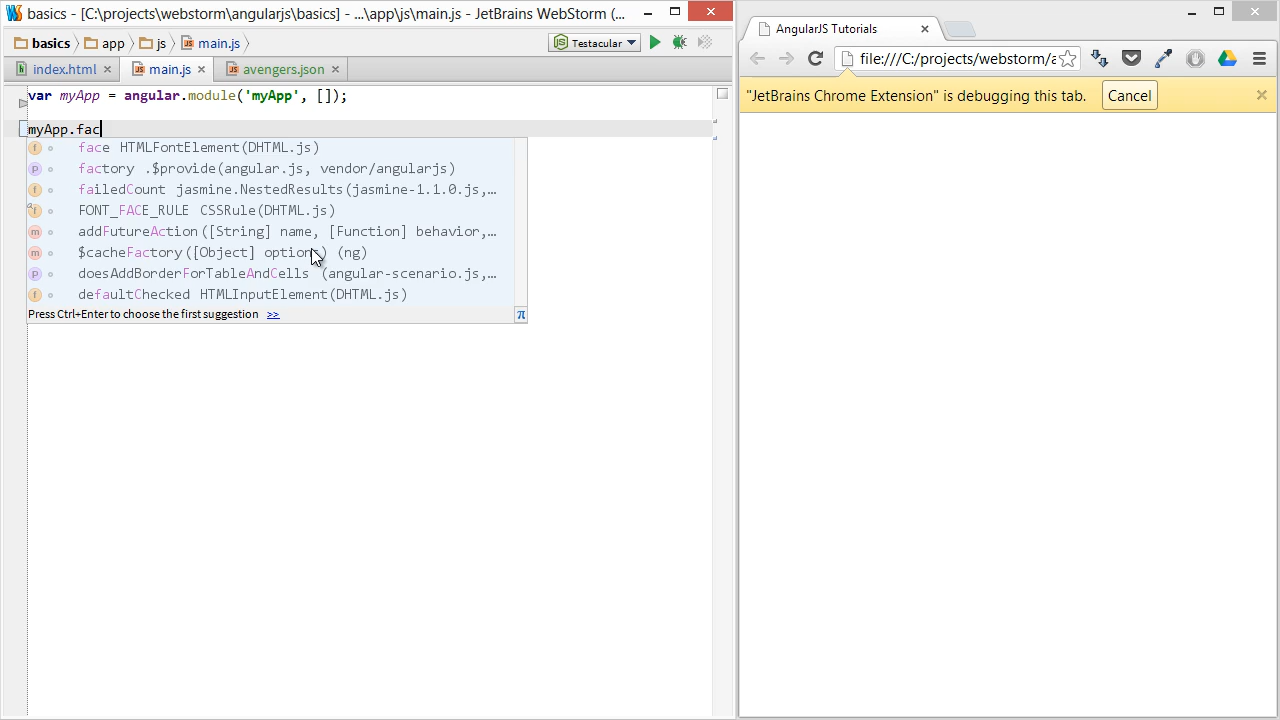 basics - [C:\projects\webstorm\angularjs\basics] - ...\app\js\main.js - JetBrains WebStorm (...
basics app js main.js Testacular
index.html main.js avengers.json
var myApp = angular.module('myApp', []);
myApp.fac
face HTMLFontElement(DHTML.js)
factory .$provide(angular.js, vendor/angularjs)
failedCount jasmine.NestedResults(jasmine-1.1.0.js,...
FONT_FACE_RULE CSSRule(DHTML.js)
addFutureAction([String] name, [Function] behavior,...
$cacheFactory([Object] options) (ng)
doesAddBorderForTableAndCells (angular-scenario.js,...
defaultChecked HTMLInputElement(DHTML.js)
Press Ctrl+Enter to choose the first suggestion >>
π
AngularJS Tutorials
file:///C:/projects/webstorm/a
"JetBrains Chrome Extension" is debugging this tab. Cancel